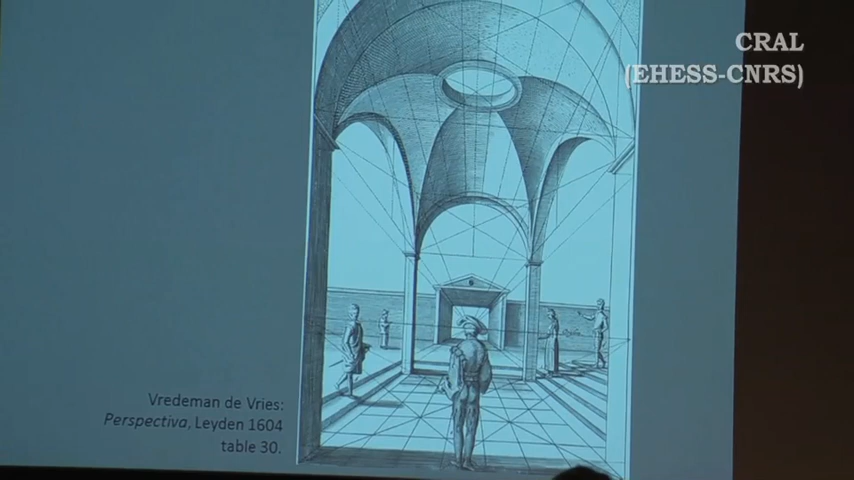 CRAL
(EHESS-CNRS)
Vredeman de Vries:
Perspectiva, Leyden 1604
table 30.